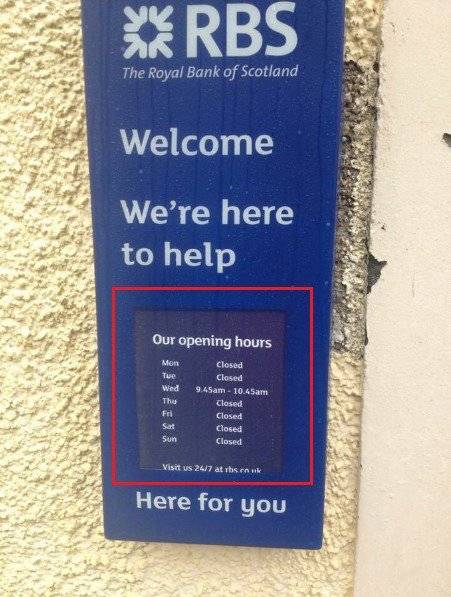 RBS
The Royal Bank of Scotland
Welcome
We're here
to help
Our opening hours
Mon Closed
Tue Closed
Wed 9.45am - 10.45am
Thu Closed
Fri Closed
Sat Closed
Sun Closed
Visit us 24/7 at rbs.co.uk
Here for you